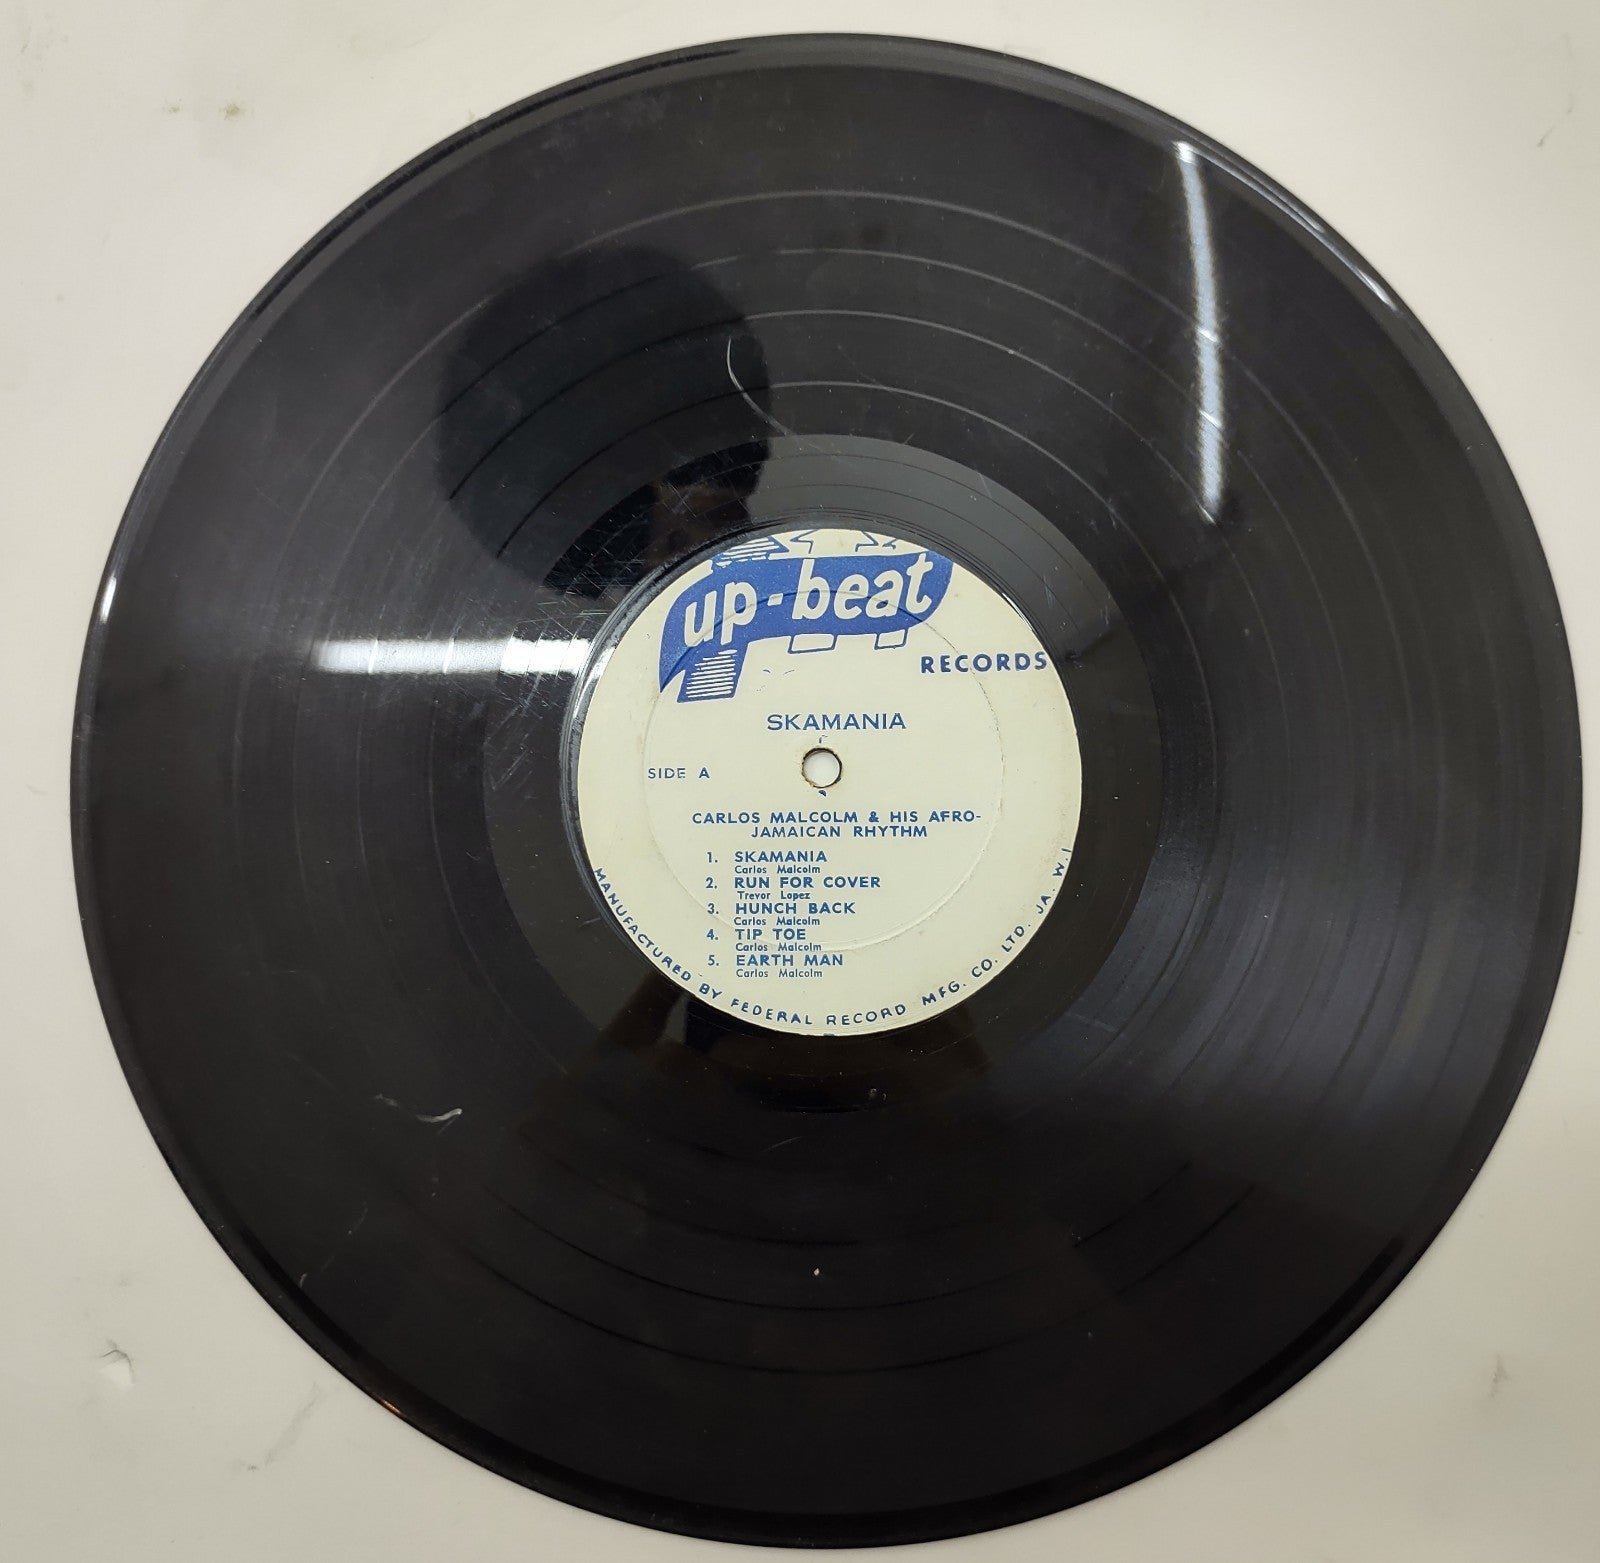 up-beat
RECORDS
SKAMANIA
SIDE A
CARLOS MALCOLM & HIS AFRO-
JAMAICAN RHYTHM
1. SKAMANIA
Carlos Malcolm
2. RUN FOR COVER
Trevor Lopez
3. HUNCH BACK
Carlos Malcolm
4. TIP TOE
Carlos Malcolm
5. EARTH MAN
Carlos Malcolm
MANUFACTURED BY FEDERAL RECORD MFG. CO. LTD. JA. W.I